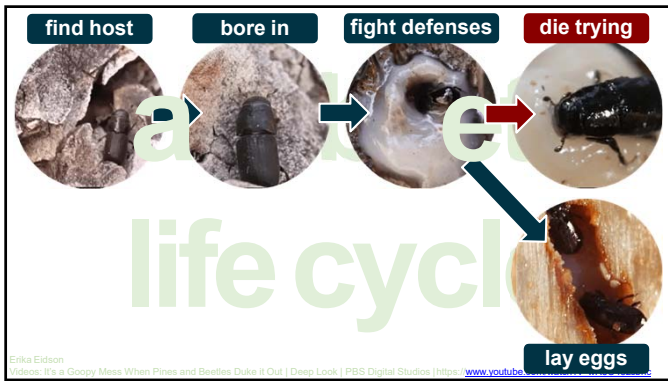 find host
bore in
fight defenses
die trying
a beet
life cycle
lay eggs
Erika Eidson
Videos: It's a Goopy Mess When Pines and Beetles Duke it Out | Deep Look | PBS Digital Studios | https://www.youtube.com